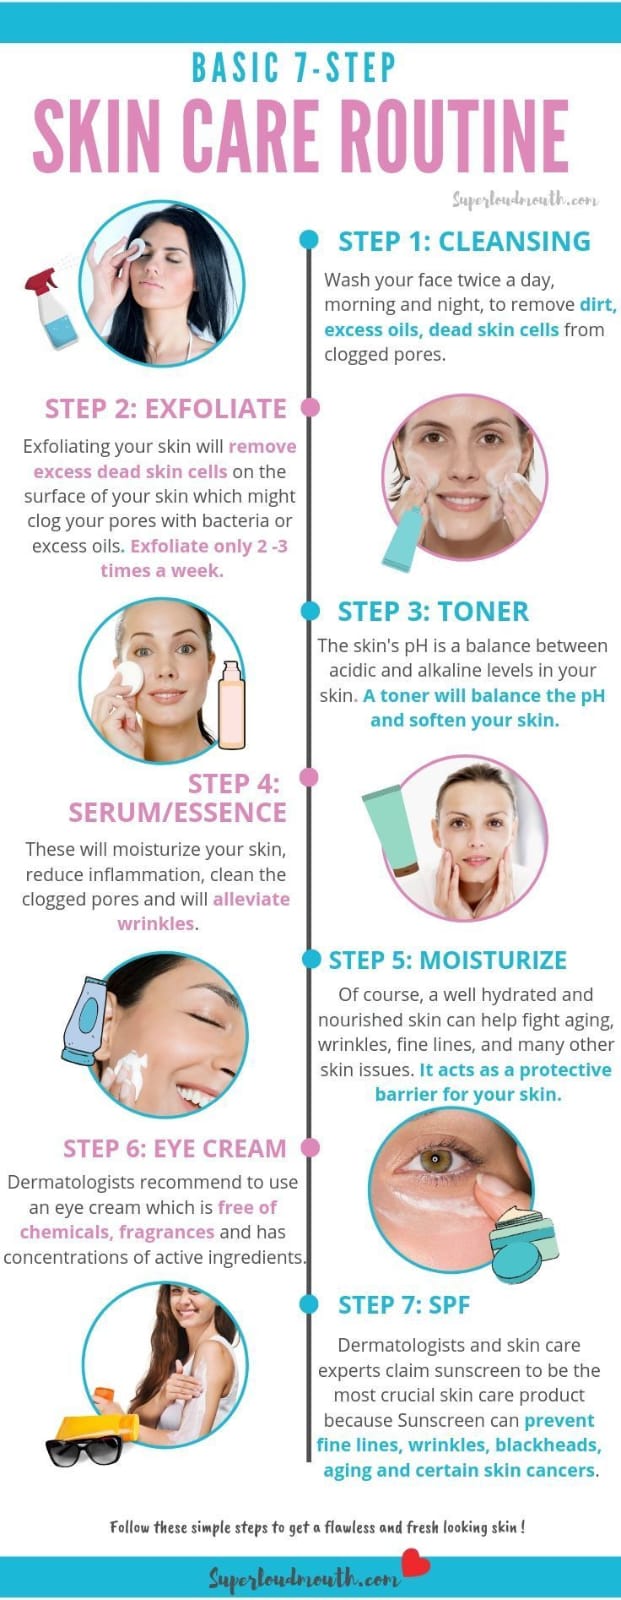 BASIC 7-STEP
SKIN CARE ROUTINE
Superloudmouth.com
STEP 1: CLEANSING
Wash your face twice a day,
morning and night, to remove dirt,
excess oils, dead skin cells from
clogged pores.
STEP 2: EXFOLIATE
Exfoliating your skin will remove
excess dead skin cells on the
surface of your skin which might
clog your pores with bacteria or
excess oils. Exfoliate only 2 -3
times a week.
STEP 3: TONER
The skin's pH is a balance between
acidic and alkaline levels in your
skin. A toner will balance the pH
and soften your skin.
STEP 4:
SERUM/ESSENCE
These will moisturize your skin,
reduce inflammation, clean the
clogged pores and will alleviate
wrinkles.
STEP 5: MOISTURIZE
Of course, a well hydrated and
nourished skin can help fight aging,
wrinkles, fine lines, and many other
skin issues. It acts as a protective
barrier for your skin.
STEP 6: EYE CREAM
Dermatologists recommend to use
an eye cream which is free of
chemicals, fragrances and has
concentrations of active ingredients.
STEP 7: SPF
Dermatologists and skin care
experts claim sunscreen to be the
most crucial skin care product
because Sunscreen can prevent
fine lines, wrinkles, blackheads,
aging and certain skin cancers.
Follow these simple steps to get a flawless and fresh looking skin !
Superloudmouth.com